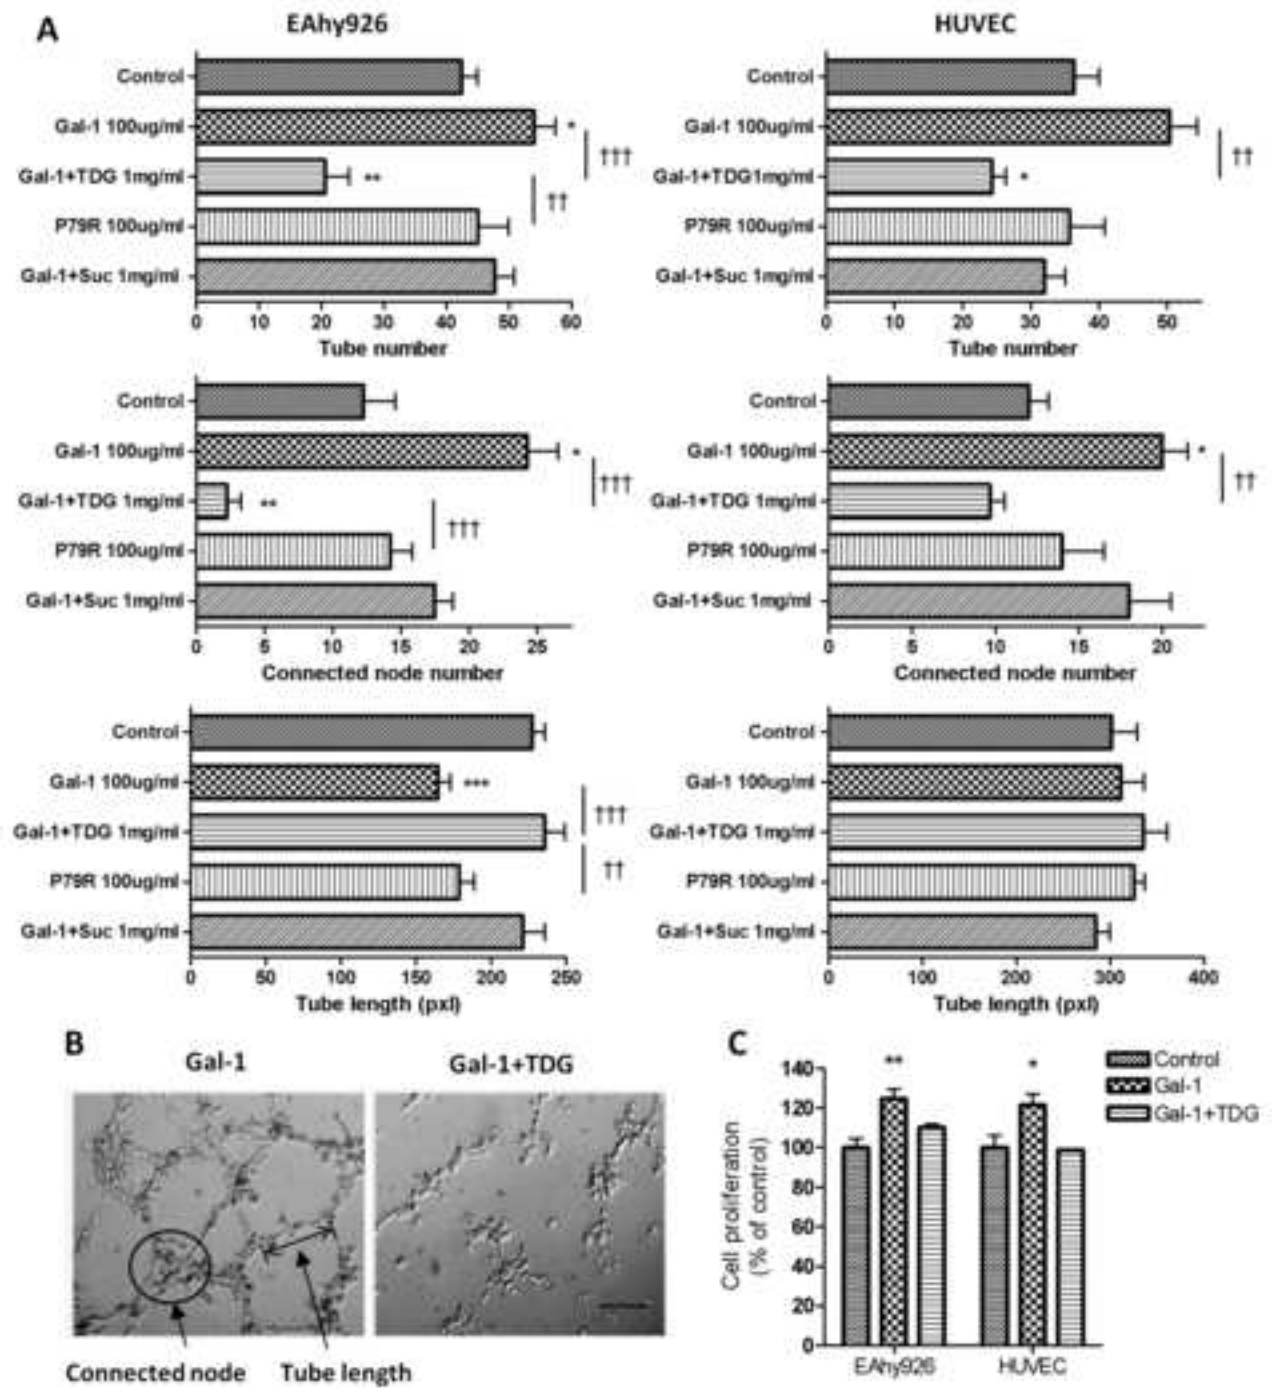 A
EAhy926
HUVEC
Control
Gal-1 100ug/ml
*
†††
Gal-1+TDG 1mg/ml
**
††
P79R 100ug/ml
Gal-1+Suc 1mg/ml
0 10 20 30 40 50 60
Tube number
Control
Gal-1 100ug/ml
††
Gal-1+TDG1mg/ml
*
P79R 100ug/ml
Gal-1+Suc 1mg/ml
0 10 20 30 40 50
Tube number
Control
Gal-1 100ug/ml
*
†††
Gal-1+TDG 1mg/ml
**
†††
P79R 100ug/ml
Gal-1+Suc 1mg/ml
0 5 10 15 20 25
Connected node number
Control
Gal-1 100ug/ml
*
††
Gal-1+TDG 1mg/ml
P79R 100ug/ml
Gal-1+Suc 1mg/ml
0 5 10 15 20
Connected node number
Control
Gal-1 100ug/ml
***
†††
Gal-1+TDG 1mg/ml
††
P79R 100ug/ml
Gal-1+Suc 1mg/ml
0 50 100 150 200 250
Tube length (pxl)
Control
Gal-1 100ug/ml
Gal-1+TDG 1mg/ml
P79R 100ug/ml
Gal-1+Suc 1mg/ml
0 100 200 300 400
Tube length (pxl)
B
Gal-1
Gal-1+TDG
Connected node
Tube length
C
Cell proliferation
(% of control)
140
120
100
80
60
40
20
0
**
*
EAhy926
HUVEC
Control
Gal-1
Gal-1+TDG